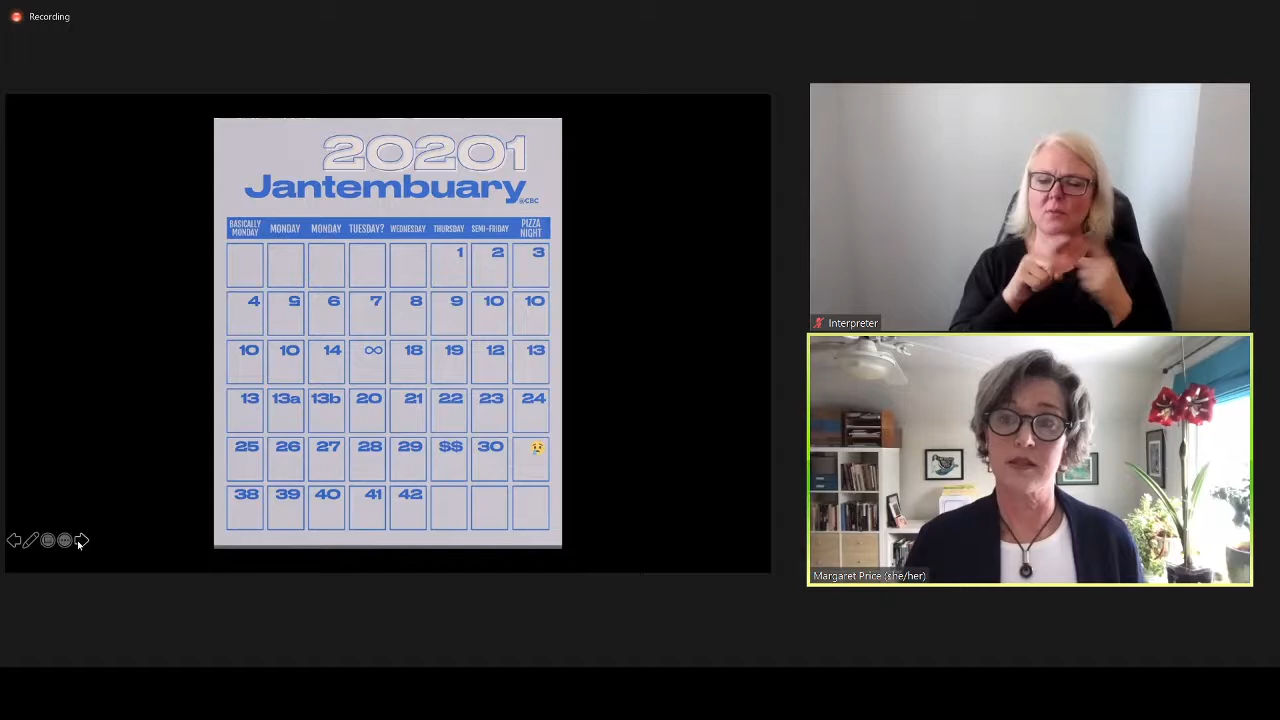 Recording
20201
Jantembuary
@CBC
BASICALLY MONDAY MONDAY MONDAY TUESDAY? WEDNESDAY THURSDAY SEMI-FRIDAY PIZZA NIGHT
1 2 3
4 5 6 7 8 9 10 10
10 10 14 ∞ 18 19 12 13
13 13a 13b 20 21 22 23 24
25 26 27 28 29 $$ 30 😢
38 39 40 41 42
Interpreter
Margaret Price (she/her)